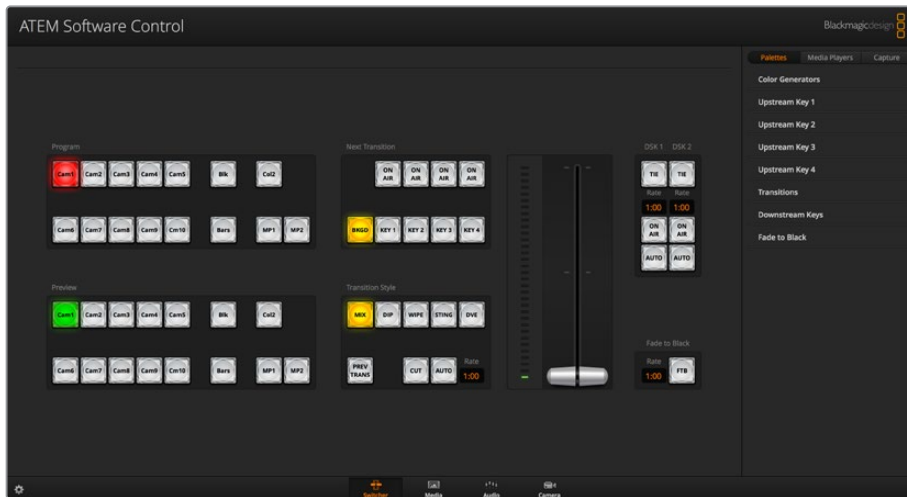 ATEM Software Control
Blackmagicdesign
Palettes Media Players Capture
Color Generators
Upstream Key 1
Upstream Key 2
Upstream Key 3
Upstream Key 4
Transitions
Downstream Keys
Fade to Black
Program
Cam1 Cam2 Cam3 Cam4 Cam5 Blk Col2
Cam6 Cam7 Cam8 Cam9 Cm10 Bars MP1 MP2
Next Transition
ON AIR ON AIR ON AIR ON AIR
BKGD KEY 1 KEY 2 KEY 3 KEY 4
DSK 1 DSK 2
TIE TIE
Rate Rate
1:00 1:00
ON AIR ON AIR
AUTO AUTO
Preview
Cam1 Cam2 Cam3 Cam4 Cam5 Blk Col2
Cam6 Cam7 Cam8 Cam9 Cm10 Bars MP1 MP2
Transition Style
MIX DIP WIPE STING DVE
PREV TRANS CUT AUTO
Rate
1:00
Fade to Black
Rate
1:00 FTB
Switcher Media Audio Camera